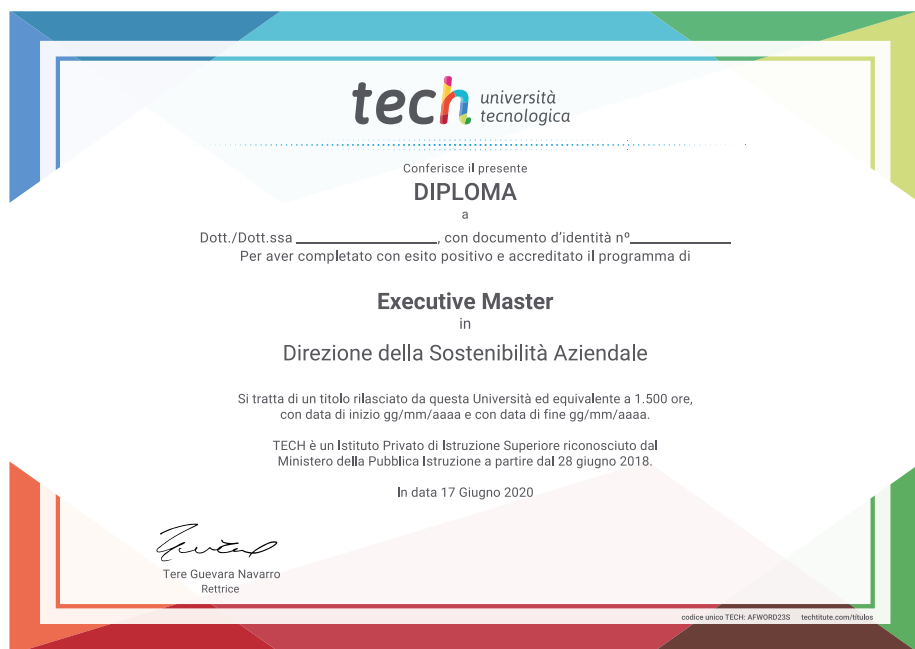 tech università
tecnologica
Conferisce il presente
DIPLOMA
a
Dott./Dott.ssa ________________, con documento d'identità nº____________
Per aver completato con esito positivo e accreditato il programma di
Executive Master
in
Direzione della Sostenibilità Aziendale
Si tratta di un titolo rilasciato da questa Università ed equivalente a 1.500 ore,
con data di inizio gg/mm/aaaa e con data di fine gg/mm/aaaa.
TECH è un Istituto Privato di Istruzione Superiore riconosciuto dal
Ministero della Pubblica Istruzione a partire dal 28 giugno 2018.
In data 17 Giugno 2020
Tere Guevara Navarro
Rettrice
codice unico TECH: AFWORD23S techtitute.com/titulos